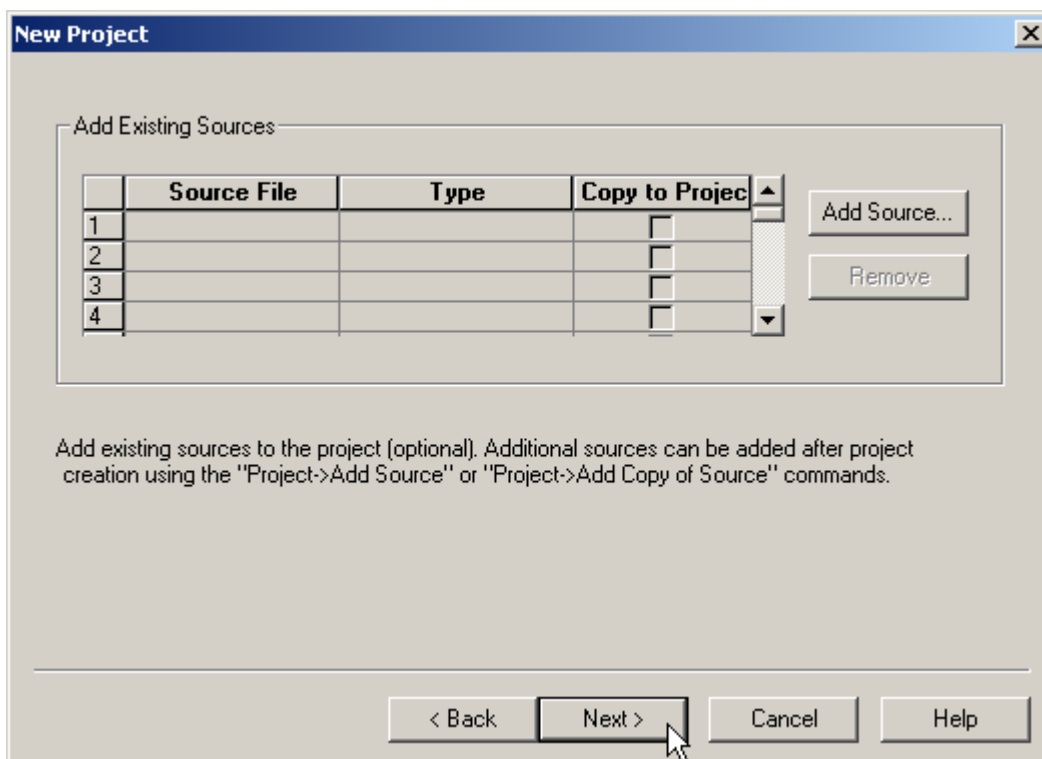 New Project
Add Existing Sources
Source File Type Copy to Projec
1
2
3
4
Add Source...
Remove
Add existing sources to the project (optional). Additional sources can be added after project
creation using the "Project->Add Source" or "Project->Add Copy of Source" commands.
< Back Next > Cancel Help